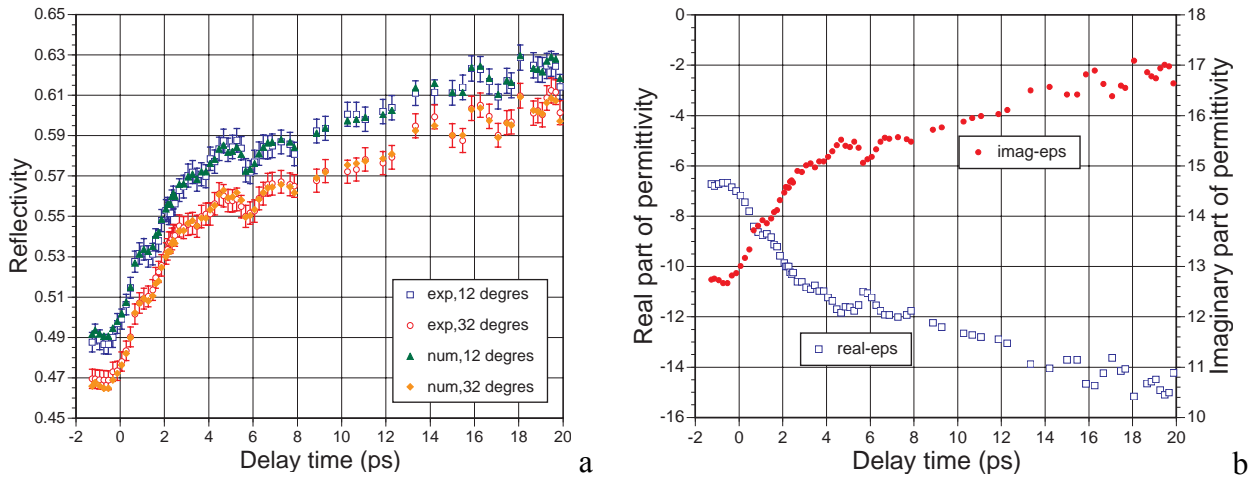 0.65
0.63
0.61
0.59
0.57
0.55
0.53
0.51
0.49
0.47
0.45
Reflectivity
exp,12 degres
exp,32 degres
num,12 degres
num,32 degres
-2 0 2 4 6 8 10 12 14 16 18 20
Delay time (ps)
a
0
-2
-4
-6
-8
-10
-12
-14
-16
Real part of permittivity
imag-eps
real-eps
18
17
16
15
14
13
12
11
10
Imaginary part of permittivity
-2 0 2 4 6 8 10 12 14 16 18 20
Delay time (ps)
b